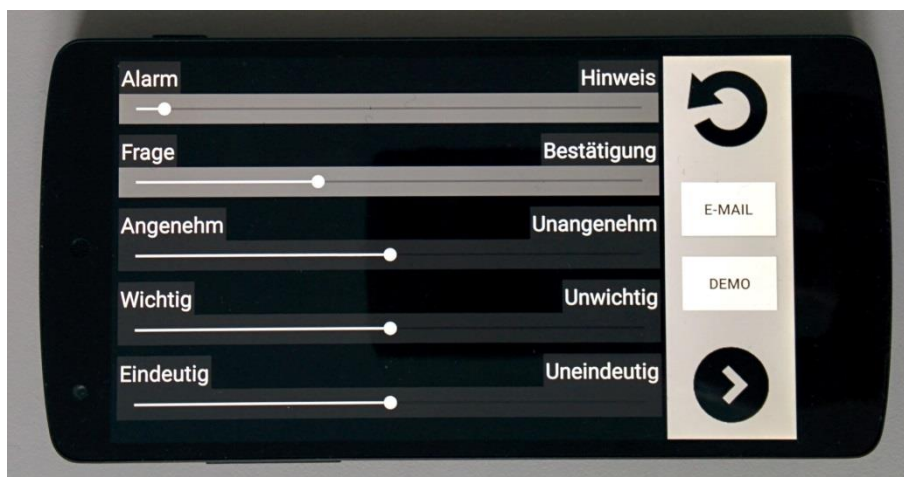 Alarm Hinweis
Frage Bestätigung
Angenehm Unangenehm
Wichtig Unwichtig
Eindeutig Uneindeutig
E-MAIL
DEMO